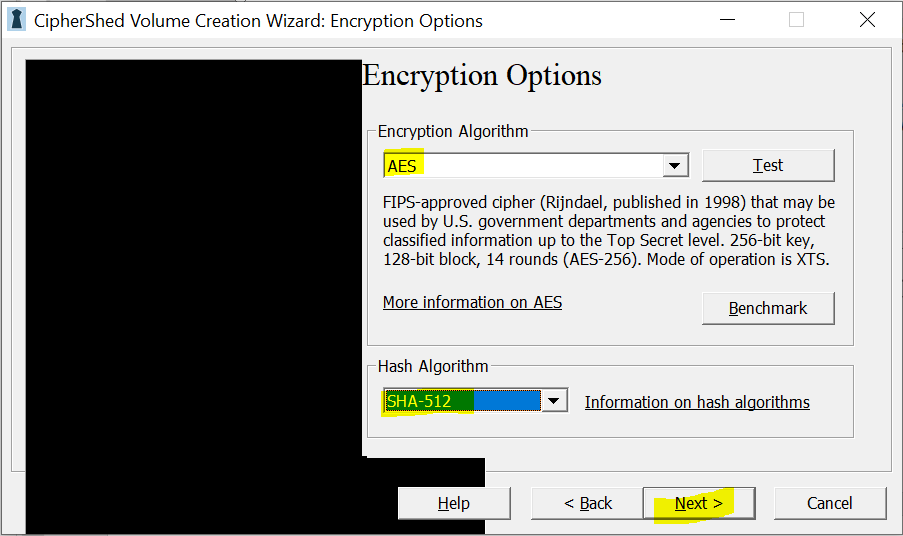 CipherShed Volume Creation Wizard: Encryption Options
Encryption Options
Encryption Algorithm
AES
Test
FIPS-approved cipher (Rijndael, published in 1998) that may be
used by U.S. government departments and agencies to protect
classified information up to the Top Secret level. 256-bit key,
128-bit block, 14 rounds (AES-256). Mode of operation is XTS.
More information on AES
Benchmark
Hash Algorithm
SHA-512
Information on hash algorithms
Help
< Back
Next >
Cancel